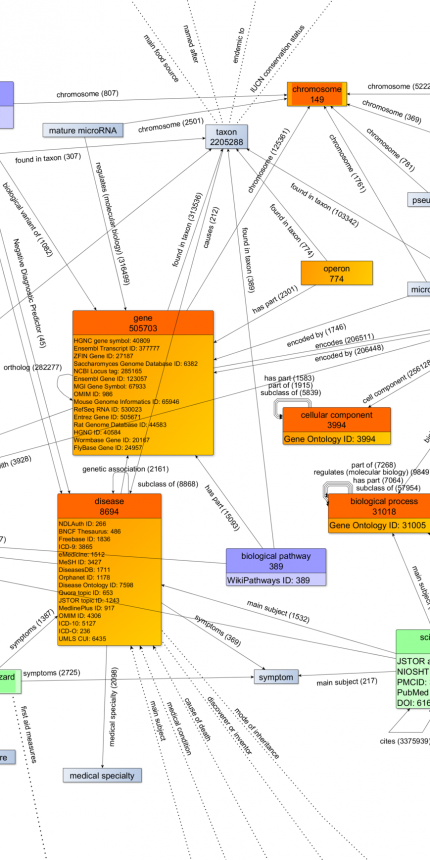 main food source
named after
endemic to
IUCN conservation status
chromosome (807)
chromosome
149
chromosome (5222
chromosome (369)
mature microRNA
chromosome (2501)
taxon
2205288
chromosome (781)
chromosome (1761)
found in taxon (307)
regulates (molecular biology) (316499)
chromosome (125361)
biological variant of (1082)
found in taxon (313536)
causes (212)
found in taxon (103342)
found in taxon (774)
found in taxon (389)
pseu
Negative Diagnostic Predictor (45)
operon
774
micro
has part (2301)
gene
505703
HGNC gene symbol: 40809
Ensembl Transcript ID: 377777
ZFIN Gene ID: 27187
Saccharomyces Genome Database ID: 6382
NCBI Locus tag: 285165
Ensembl Gene ID: 123057
MGI Gene Symbol: 67933
OMIM ID: 986
Mouse Genome Informatics ID: 65946
RefSeq RNA ID: 530023
Entrez Gene ID: 505671
Rat Genome Database ID: 44583
HGNC ID: 40584
Wormbase Gene ID: 20167
FlyBase Gene ID: 24957
encoded by (1746)
encodes (206511)
encoded by (206448)
ortholog (282277)
has part (1583)
part of (1915)
subclass of (5839)
cell component (256128
cellular component
3994
Gene Ontology ID: 3994
ith (3928)
genetic association (2161)
subclass of (8868)
has part (15093)
part of (7268)
regulates (molecular biology) (9849
has part (7064)
subclass of (57954)
biological process
31018
Gene Ontology ID: 31005
disease
8694
NDLAuth ID: 266
BNCF Thesaurus: 486
Freebase ID: 1836
ICD-9: 3865
eMedicine: 1512
MeSH ID: 3427
DiseasesDB: 1711
Orphanet ID: 1178
Disease Ontology ID: 7598
Quora topic ID: 653
JSTOR topic ID: 1243
MedlinePlus ID: 917
OMIM ID: 4306
ICD-10: 5127
ICD-O: 236
UMLS CUI: 6435
biological pathway
389
WikiPathways ID: 389
main subject (1532)
main su
symptoms (1387)
symptoms (369)
sci
JSTOR a
NIOSHT
PMCID:
PubMed
DOI: 616
zard
symptoms (2725)
symptom
main subject (217)
first aid measures
medical specialty (2098)
main subject
medical condition
cause of death
discoverer or inventor
mode of inheritance
cites (3375939)
re
medical specialty